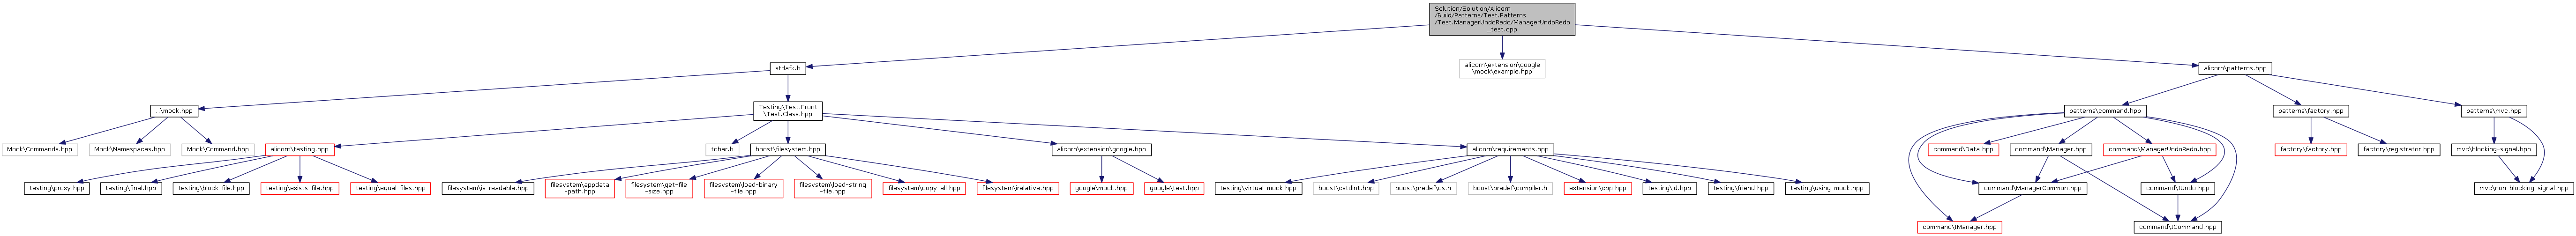 Solution/Solution/Alicorn
/Build/Patterns/Test.Patterns
/Test.ManagerUndoRedo/ManagerUndoRedo
_test.cpp
stdafx.h
alicorn\extension\google
\mock\example.hpp
alicorn\patterns.hpp
...\mock.hpp
Testing\Test.Front
\Test.Class.hpp
patterns\command.hpp
patterns\factory.hpp
patterns\mvc.hpp
Mock\Commands.hpp
Mock\Namespaces.hpp
Mock\Command.hpp
alicorn\testing.hpp
tchar.h
boost\filesystem.hpp
alicorn\extension\google.hpp
alicorn\requirements.hpp
command\Data.hpp
command\Manager.hpp
command\ManagerUndoRedo.hpp
factory\factory.hpp
factory\registrator.hpp
mvc\blocking-signal.hpp
testing\proxy.hpp
testing\final.hpp
testing\block-file.hpp
testing\exists-file.hpp
testing\equal-files.hpp
filesystem\is-readable.hpp
filesystem\appdata
-path.hpp
filesystem\get-file
-size.hpp
filesystem\load-binary
-file.hpp
filesystem\load-string
-file.hpp
filesystem\copy-all.hpp
filesystem\relative.hpp
google\mock.hpp
google\test.hpp
testing\virtual-mock.hpp
boost\cstdint.hpp
boost\predef\os.h
boost\predef\compiler.h
extension\cpp.hpp
testing\id.hpp
testing\friend.hpp
testing\using-mock.hpp
command\ManagerCommon.hpp
command\IUndo.hpp
mvc\non-blocking-signal.hpp
command\IManager.hpp
command\ICommand.hpp